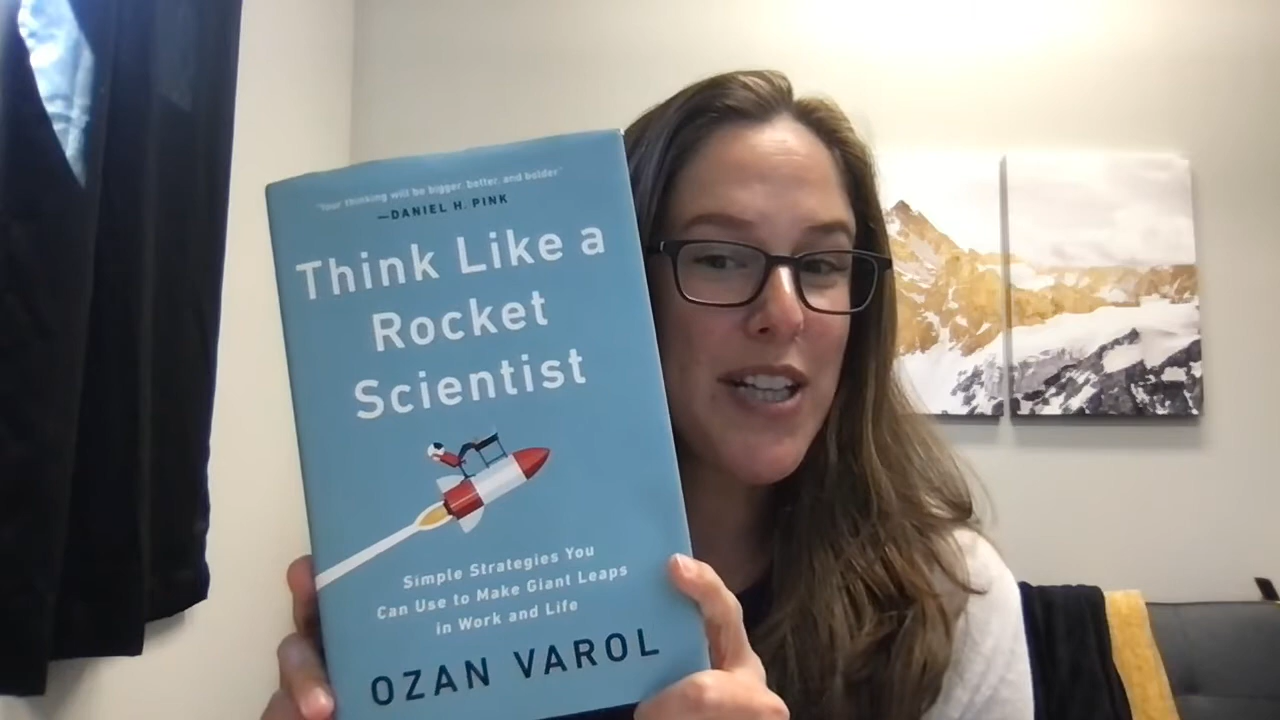 "Your thinking will be bigger, better, and bolder"
—DANIEL H. PINK
Think Like a
Rocket
Scientist
Simple Strategies You
Can Use to Make Giant Leaps
in Work and Life
OZAN VAROL